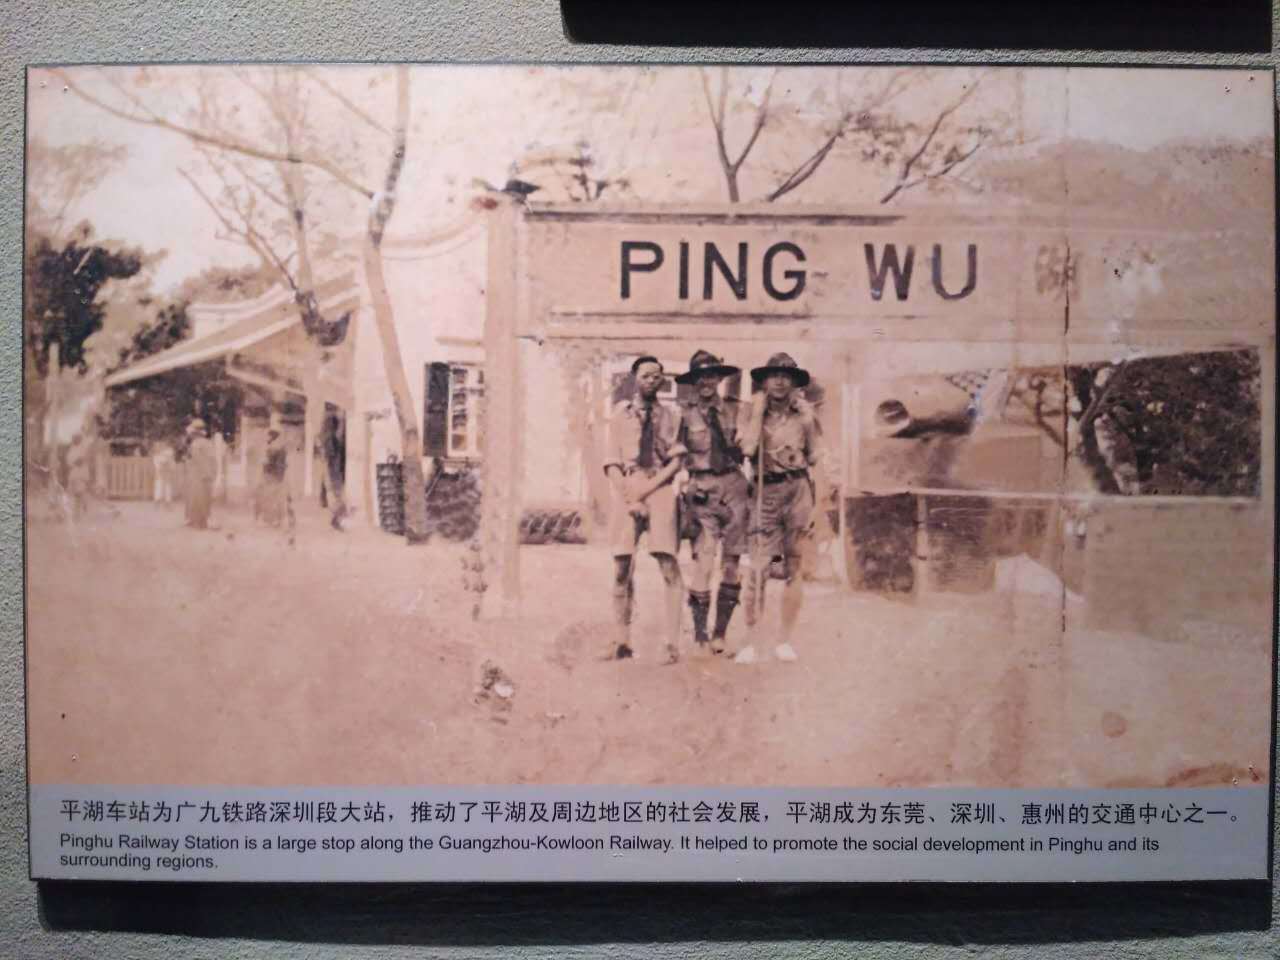 PING WU
平湖车站为广九铁路深圳段大站，推动了平湖及周边地区的社会发展，平湖成为东莞、深圳、惠州的交通中心之一。
Pinghu Railway Station is a large stop along the Guangzhou-Kowloon Railway. It helped to promote the social development in Pinghu and its
surrounding regions.